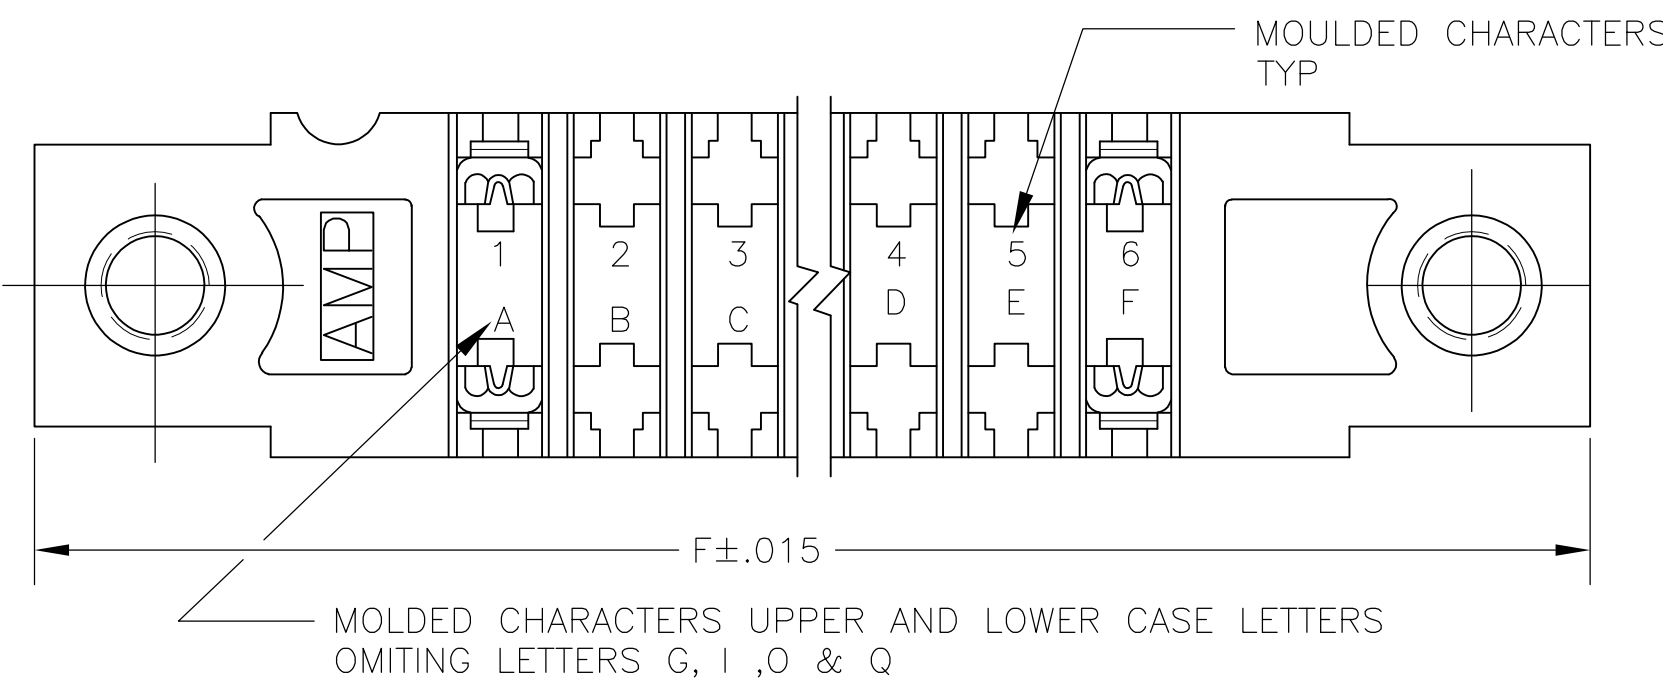 MOULDED CHARACTERS
TYP
AMP
1 2 3 4 5 6
A B C D E F
F±.015
MOLDED CHARACTERS UPPER AND LOWER CASE LETTERS
OMITING LETTERS G, I ,O & Q